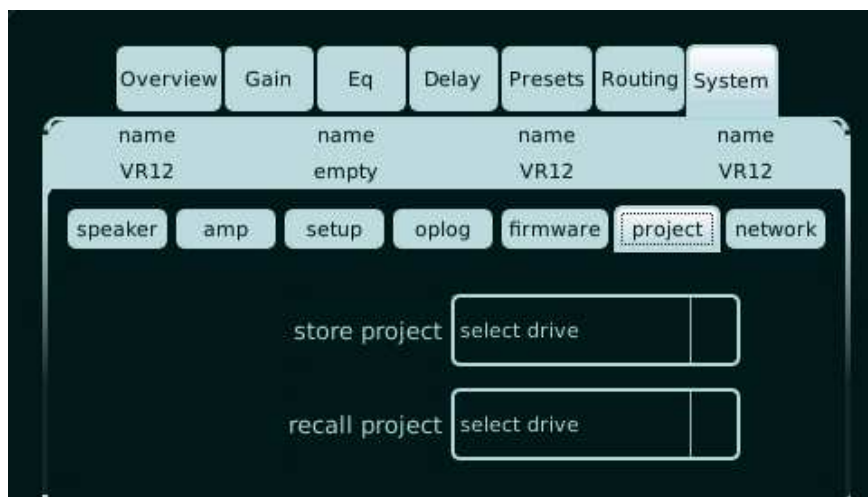 Overview Gain Eq Delay Presets Routing System
name name name name
VR12 empty VR12 VR12
speaker amp setup oplog firmware project network
store project select drive
recall project select drive